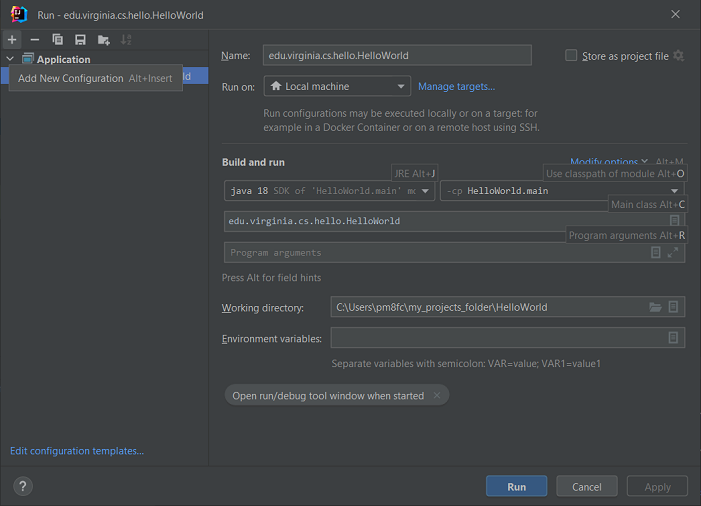 Run - edu.virginia.cs.hello.HelloWorld
Application
Add New Configuration Alt+Insert
ld
Name: edu.virginia.cs.hello.HelloWorld
Store as project file
Run on: Local machine Manage targets...
Run configurations may be executed locally or on a target: for
example in a Docker Container or on a remote host using SSH.
Build and run
Modify options Alt+M
JRE Alt+J
Use classpath of module Alt+O
java 18 SDK of 'HelloWorld.main' mo
-cp HelloWorld.main
Main class Alt+C
edu.virginia.cs.hello.HelloWorld
Program arguments Alt+R
Program arguments
Press Alt for field hints
Working directory: C:\Users\pm8fc\my_projects_folder\HelloWorld
Environment variables:
Separate variables with semicolon: VAR=value; VAR1=value1
Open run/debug tool window when started
Edit configuration templates...
?
Run Cancel Apply